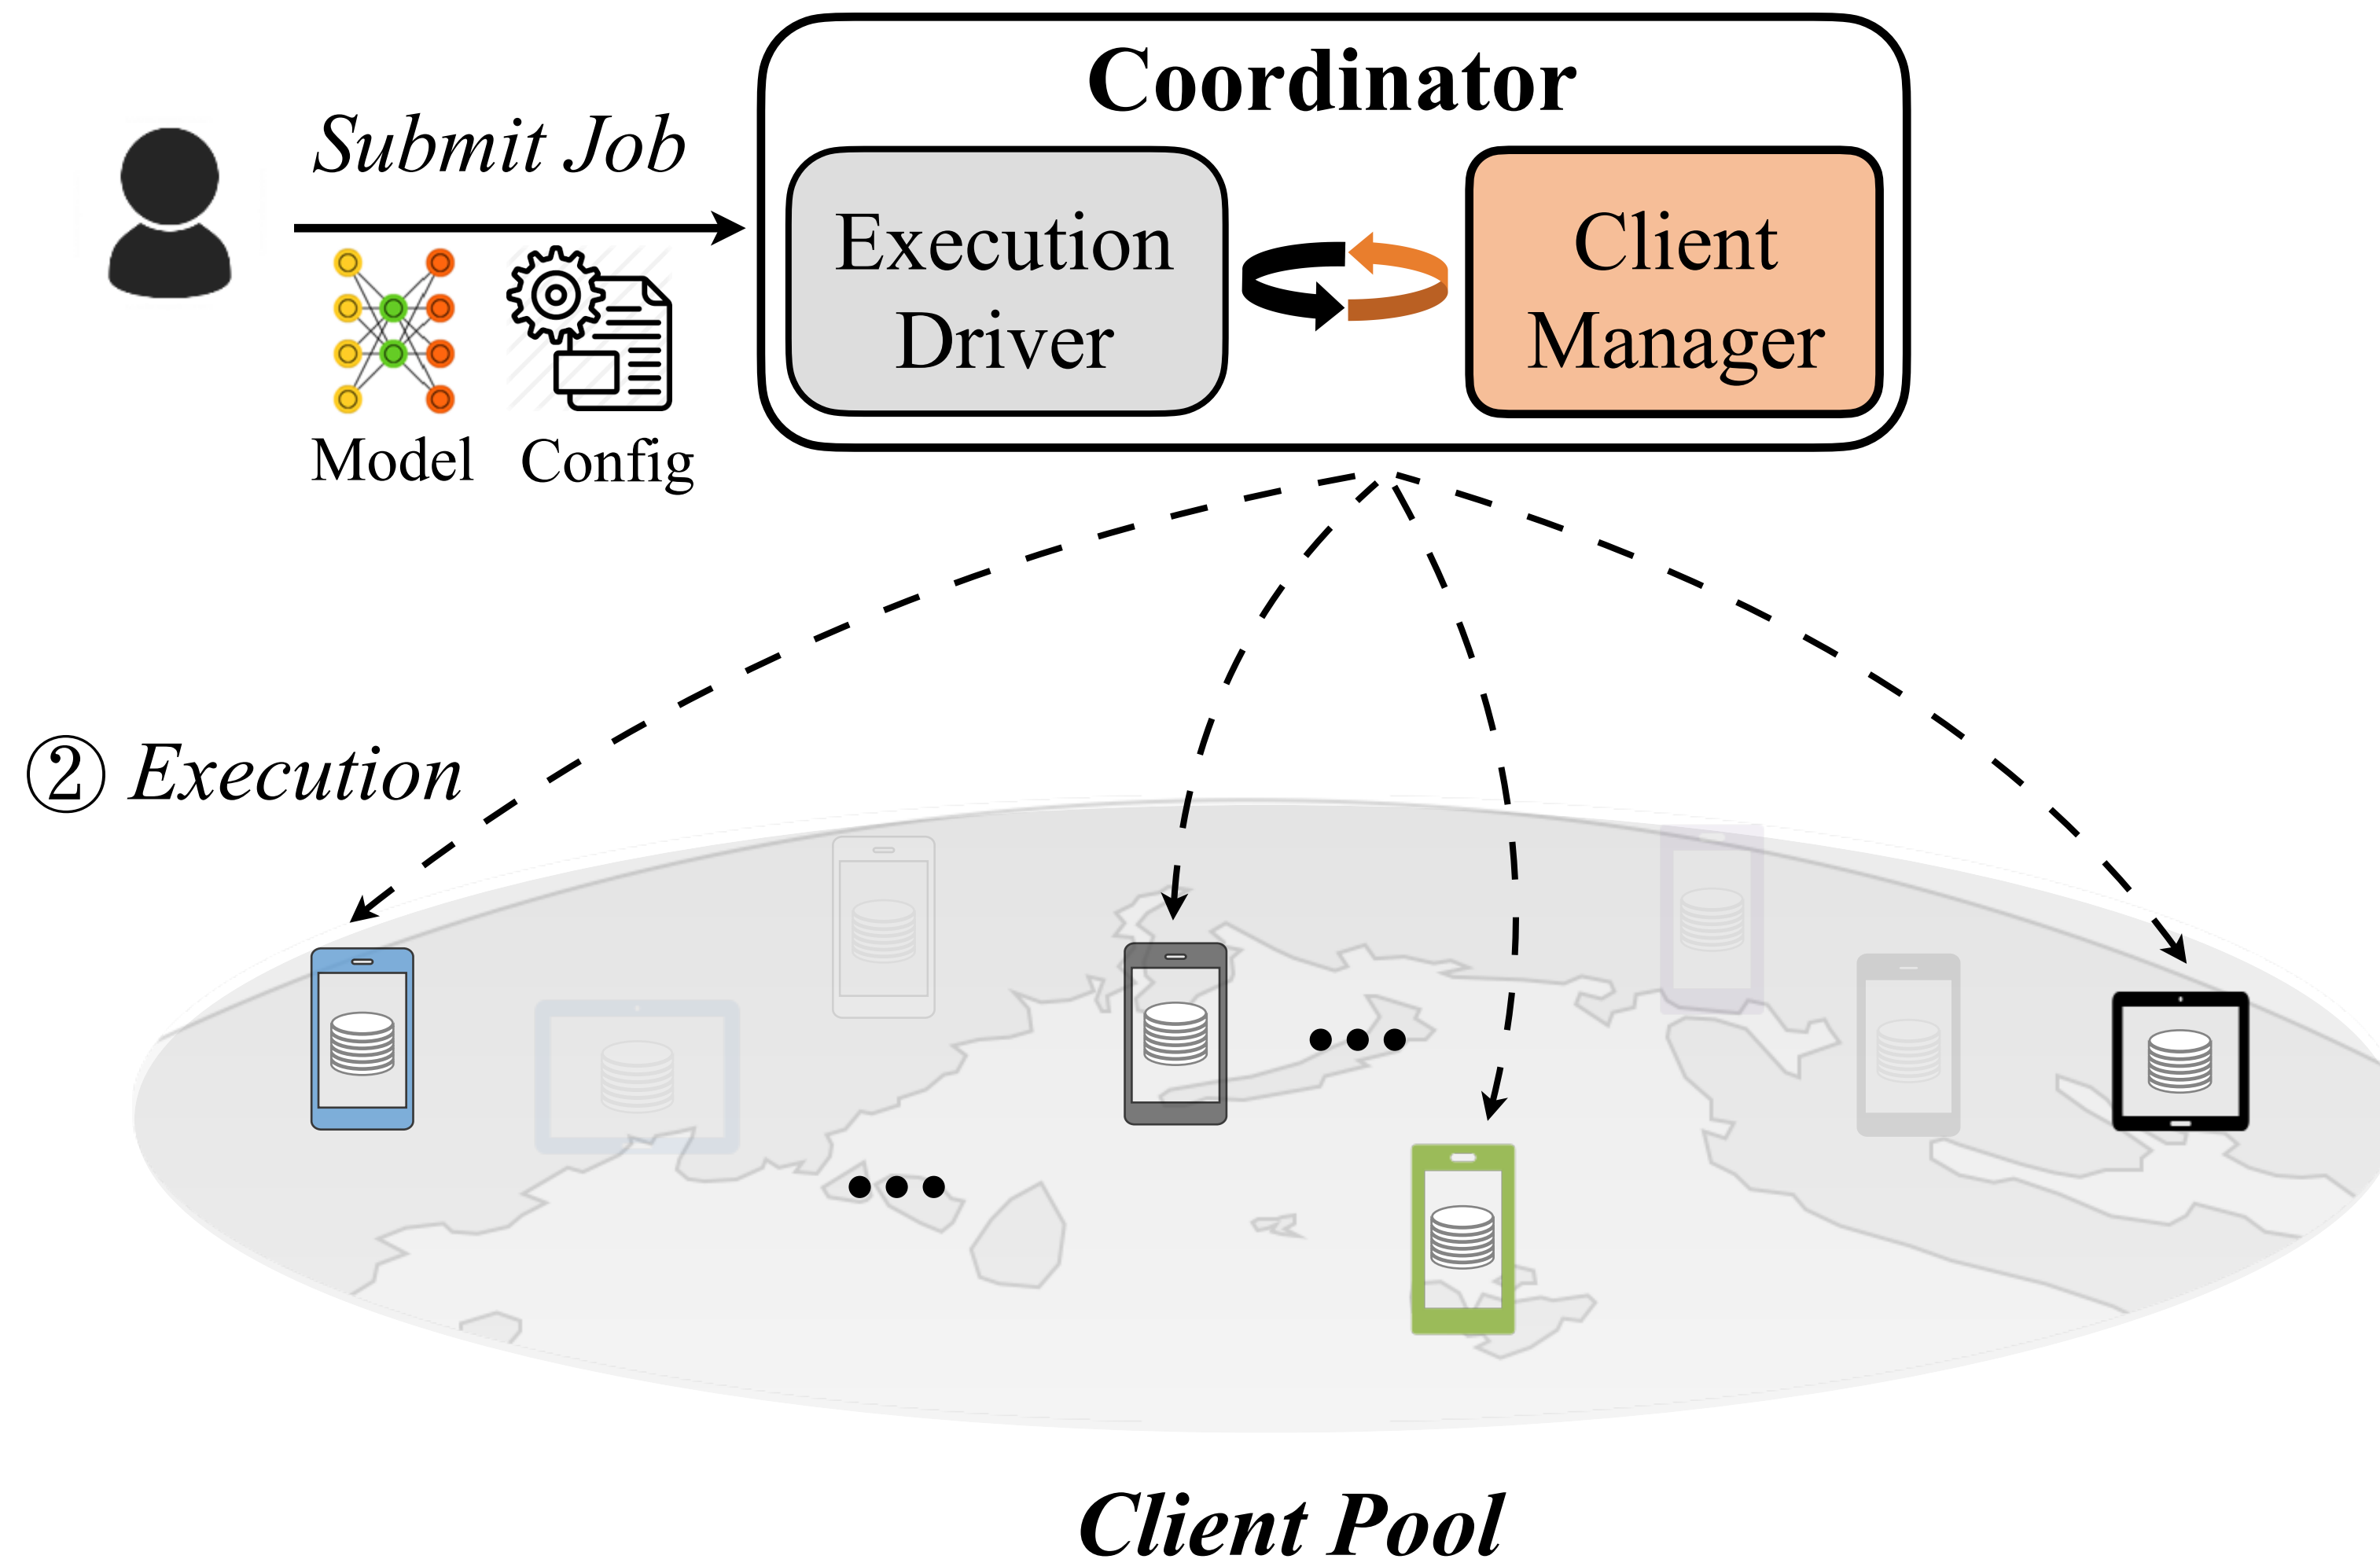 Coordinator
Submit Job
Execution
Driver
Client
Manager
Model
Config
② Execution
Client Pool